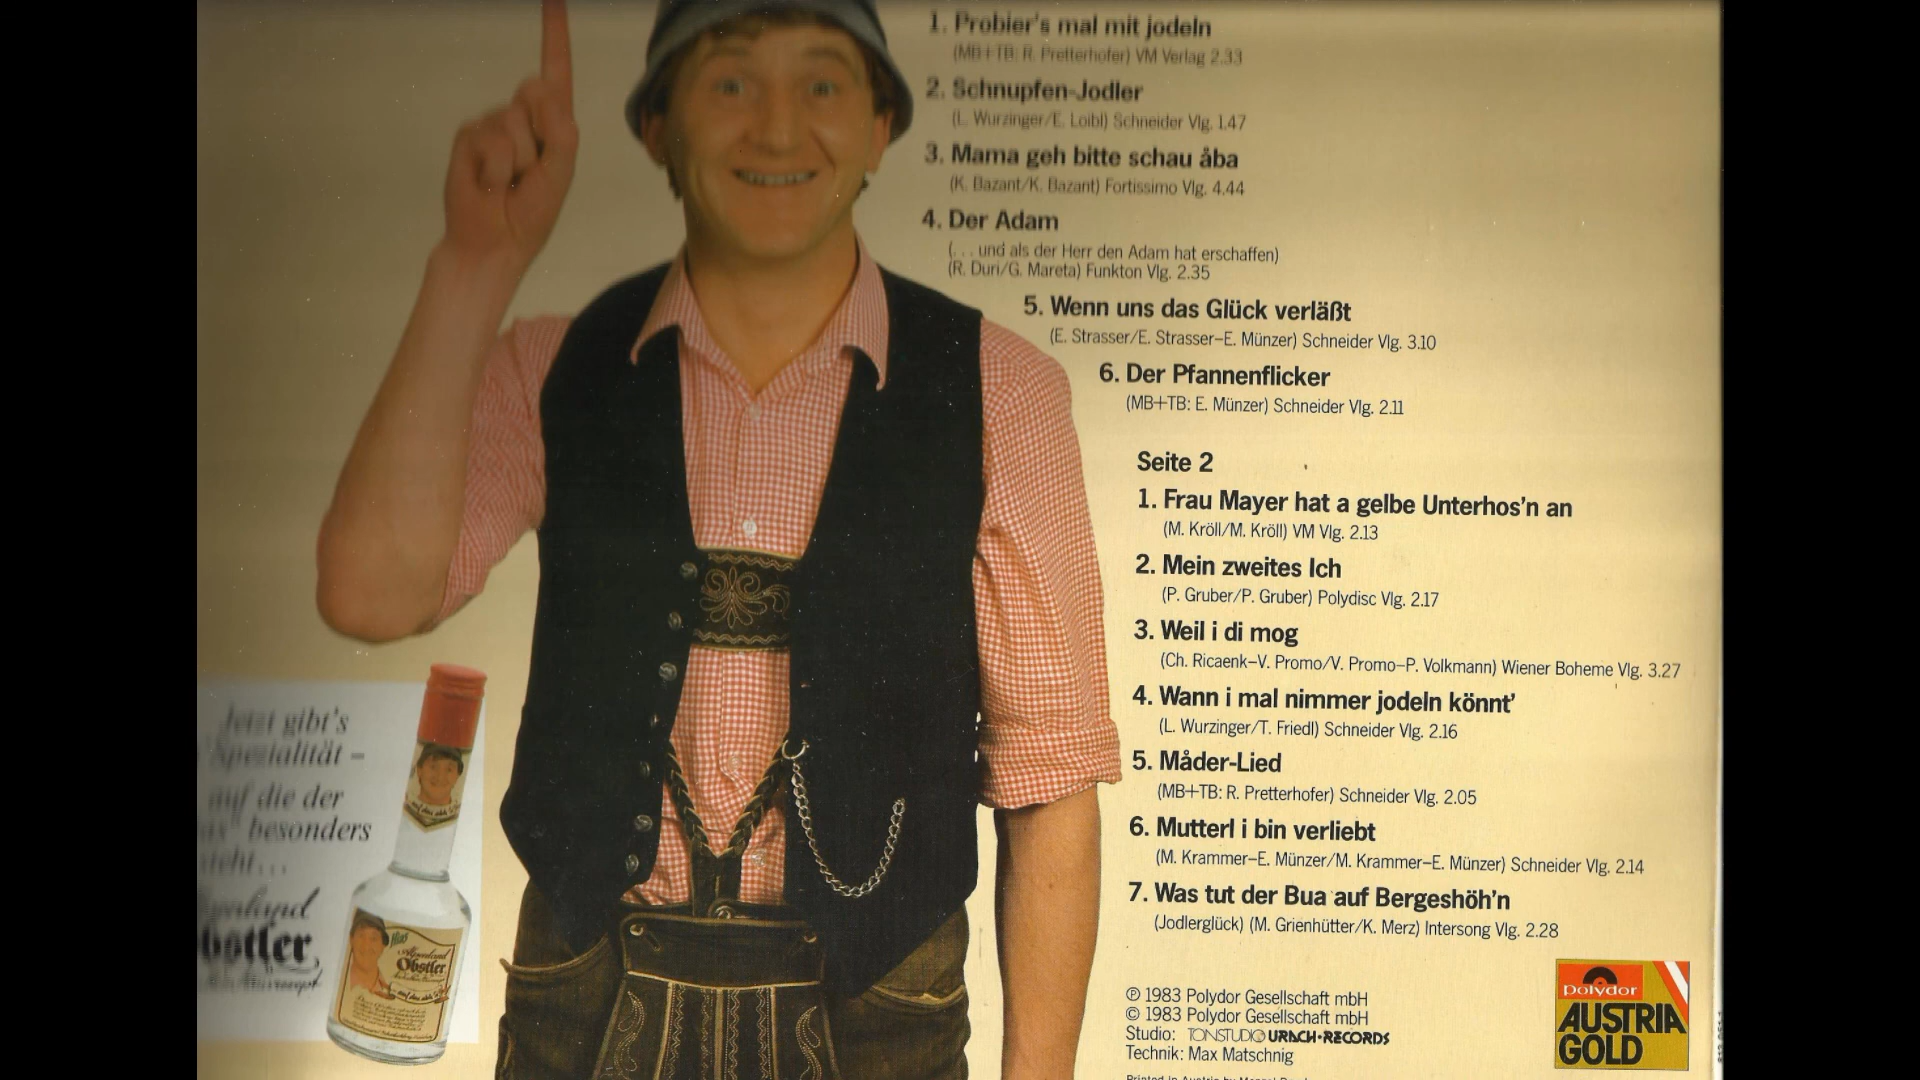 1. Probier's mal mit jodeln
(MB+TB: R. Pretterhofer) VM Verlag 2.33
2. Schnupfen-Jodler
(L. Wurzinger/E. Loibl) Schneider Vlg. 1.47
3. Mama geh bitte schau åba
(K. Bazant/K. Bazant) Fortissimo Vlg. 4.44
4. Der Adam
(. . . und als der Herr den Adam hat erschaffen)
(R. Duri/G. Mareta) Funkton Vlg. 2.35
5. Wenn uns das Glück verläßt
(E. Strasser/E. Strasser–E. Münzer) Schneider Vlg. 3.10
6. Der Pfannenflicker
(MB+TB: E. Münzer) Schneider Vlg. 2.11
Seite 2
1. Frau Mayer hat a gelbe Unterhos'n an
(M. Kröll/M. Kröll) VM Vlg. 2.13
2. Mein zweites Ich
(P. Gruber/P. Gruber) Polydisc Vlg. 2.17
3. Weil i di mog
(Ch. Ricaenk–V. Promo/V. Promo–P. Volkmann) Wiener Boheme Vlg. 3.27
4. Wann i mal nimmer jodeln könnt'
(L. Wurzinger/T. Friedl) Schneider Vlg. 2.16
5. Måder-Lied
(MB+TB: R. Pretterhofer) Schneider Vlg. 2.05
6. Mutterl i bin verliebt
(M. Krammer–E. Münzer/M. Krammer–E. Münzer) Schneider Vlg. 2.14
7. Was tut der Bua auf Bergeshöh'n
(Jodlerglück) (M. Grienhütter/K. Merz) Intersong Vlg. 2.28
℗ 1983 Polydor Gesellschaft mbH
© 1983 Polydor Gesellschaft mbH
Studio: TONSTUDIO URACH•RECORDS
Technik: Max Matschnig
polydor
AUSTRIA
GOLD
Jetzt gibt's
Spezialität –
auf die der
besonders
steht...
Alpenland
Obstler
Alpenland
Obstler